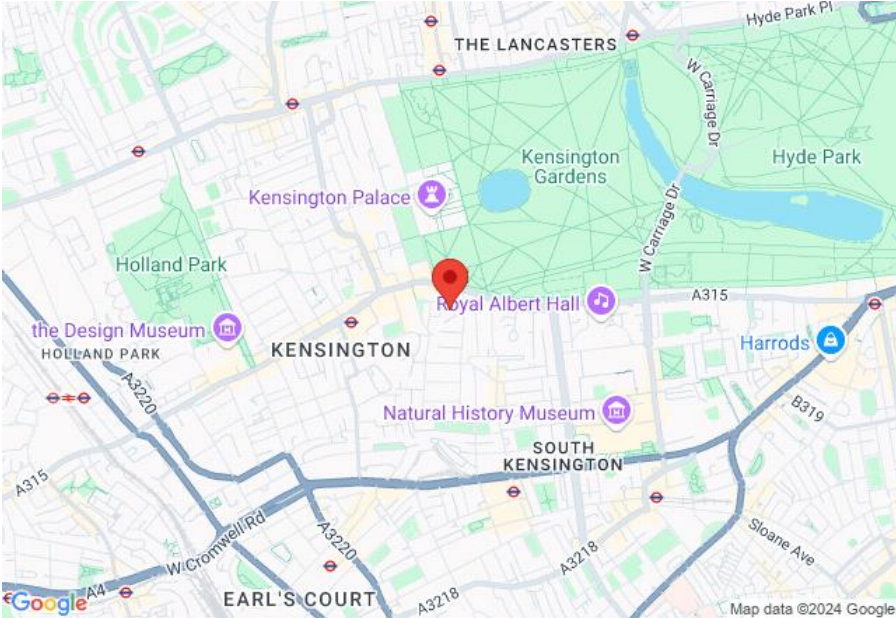 Hyde Park Pl
THE LANCASTERS
W Carriage Dr
Kensington
Gardens
Hyde Park
Kensington Palace
W Carriage Dr
Holland Park
Royal Albert Hall
A315
the Design Museum
HOLLAND PARK
KENSINGTON
Harrods
A3220
B319
Natural History Museum
SOUTH
KENSINGTON
A315
W Cromwell Rd
A3220
Sloane Ave
A3218
A4
EARL'S COURT
A3218
Google
Map data ©2024 Google